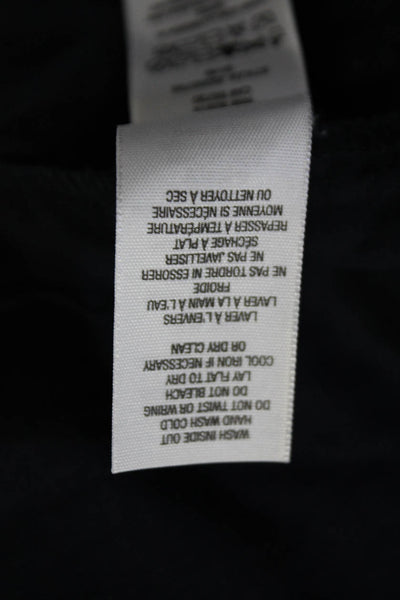 WASH INSIDE OUT
HAND WASH COLD
DO NOT TWIST OR WRING
DO NOT BLEACH
LAY FLAT TO DRY
COOL IRON IF NECESSARY
OR DRY CLEAN
LAVER À L'ENVERS
LAVER À LA MAIN À L'EAU
FROIDE
NE PAS TORDRE NI ESSORER
NE PAS JAVELLISER
SÉCHAGE À PLAT
REPASSER À TEMPÉRATURE
MOYENNE SI NÉCESSAIRE
OU NETTOYER À SEC